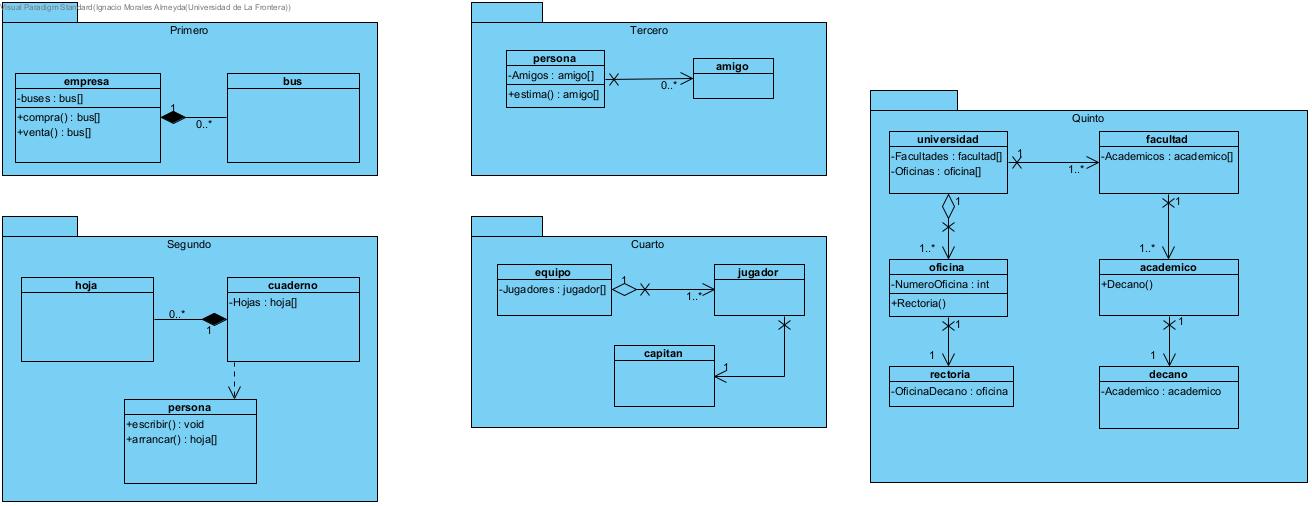 Visual Paradigm Standard(Ignacio Morales Almeyda(Universidad de La Frontera))
Primero
empresa
-buses : bus[]
+compra() : bus[]
+venta() : bus[]
1
0..*
bus
Segundo
hoja
0..*
1
cuaderno
-Hojas : hoja[]
persona
+escribir() : void
+arrancar() : hoja[]
Tercero
persona
-Amigos : amigo[]
+estima() : amigo[]
0..*
amigo
Cuarto
equipo
-Jugadores : jugador[]
1
1..*
jugador
capitan
1
Quinto
universidad
-Facultades : facultad[]
-Oficinas : oficina[]
1
1..*
facultad
-Academicos : academico[]
1
1..*
oficina
-NumeroOficina : int
+Rectoria()
1
1..*
academico
+Decano()
1
1
rectoria
-OficinaDecano : oficina
1
1
decano
-Academico : academico